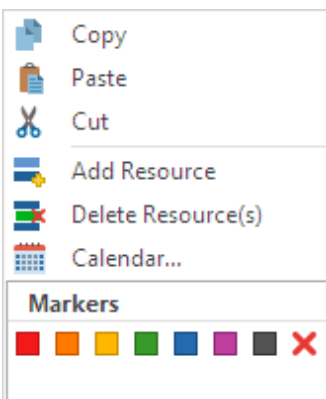 Copy
Paste
Cut
Add Resource
Delete Resource(s)
Calendar...
Markers